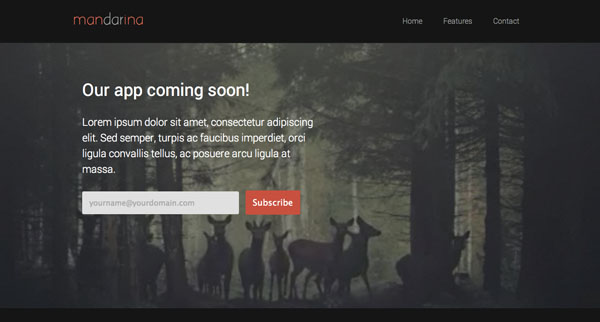 mandarina
Home Features Contact
Our app coming soon!
Lorem ipsum dolor sit amet, consectetur adipiscing
elit. Sed semper, turpis ac faucibus imperdiet, orci
ligula convallis tellus, ac posuere arcu ligula at
massa.
yourname@yourdomain.com Subscribe